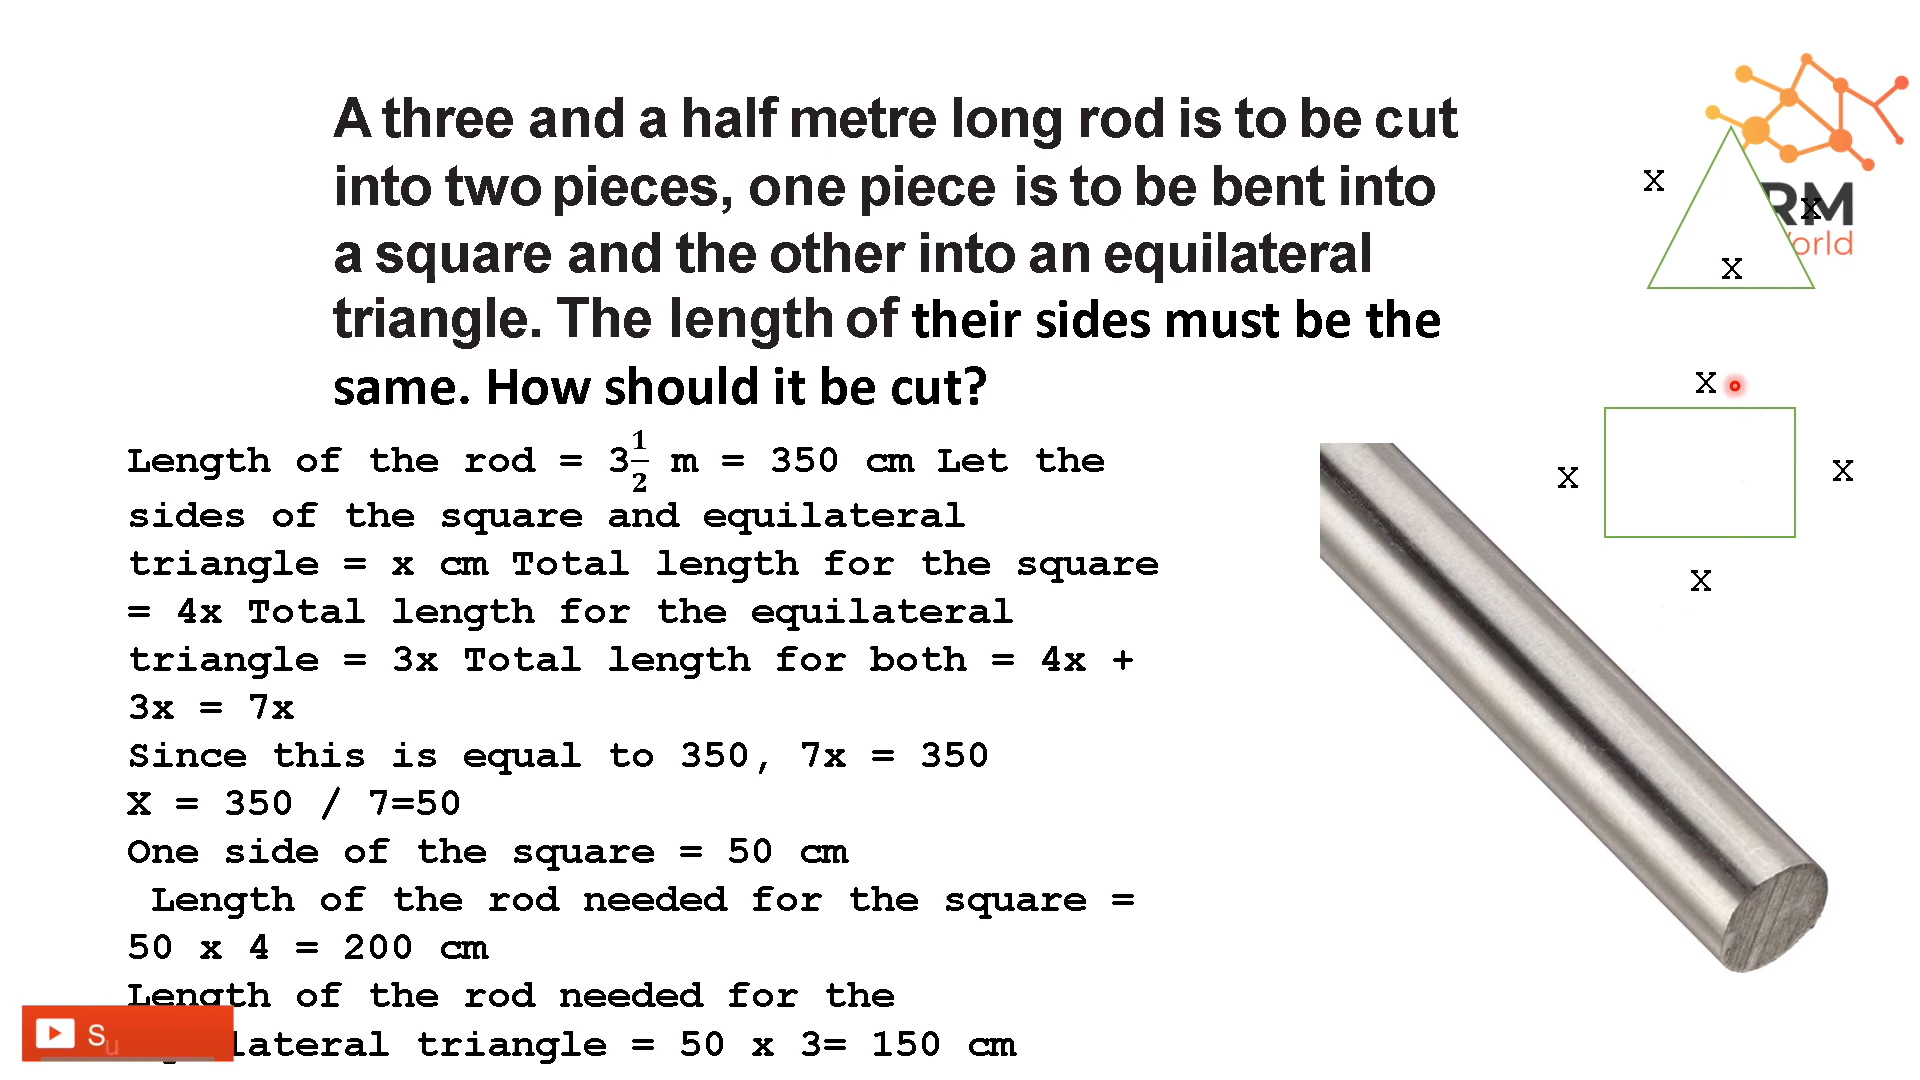 A three and a half metre long rod is to be cut
into two pieces, one piece is to be bent into
a square and the other into an equilateral
triangle. The length of their sides must be the
same. How should it be cut?
Length of the rod = 3 1/2 m = 350 cm Let the
sides of the square and equilateral
triangle = x cm Total length for the square
= 4x Total length for the equilateral
triangle = 3x Total length for both = 4x +
3x = 7x
Since this is equal to 350, 7x = 350
X = 350 / 7=50
One side of the square = 50 cm
Length of the rod needed for the square =
50 x 4 = 200 cm
Length of the rod needed for the
lateral triangle = 50 x 3= 150 cm
Su
x
x
x
RM
orld
x
x
x
x